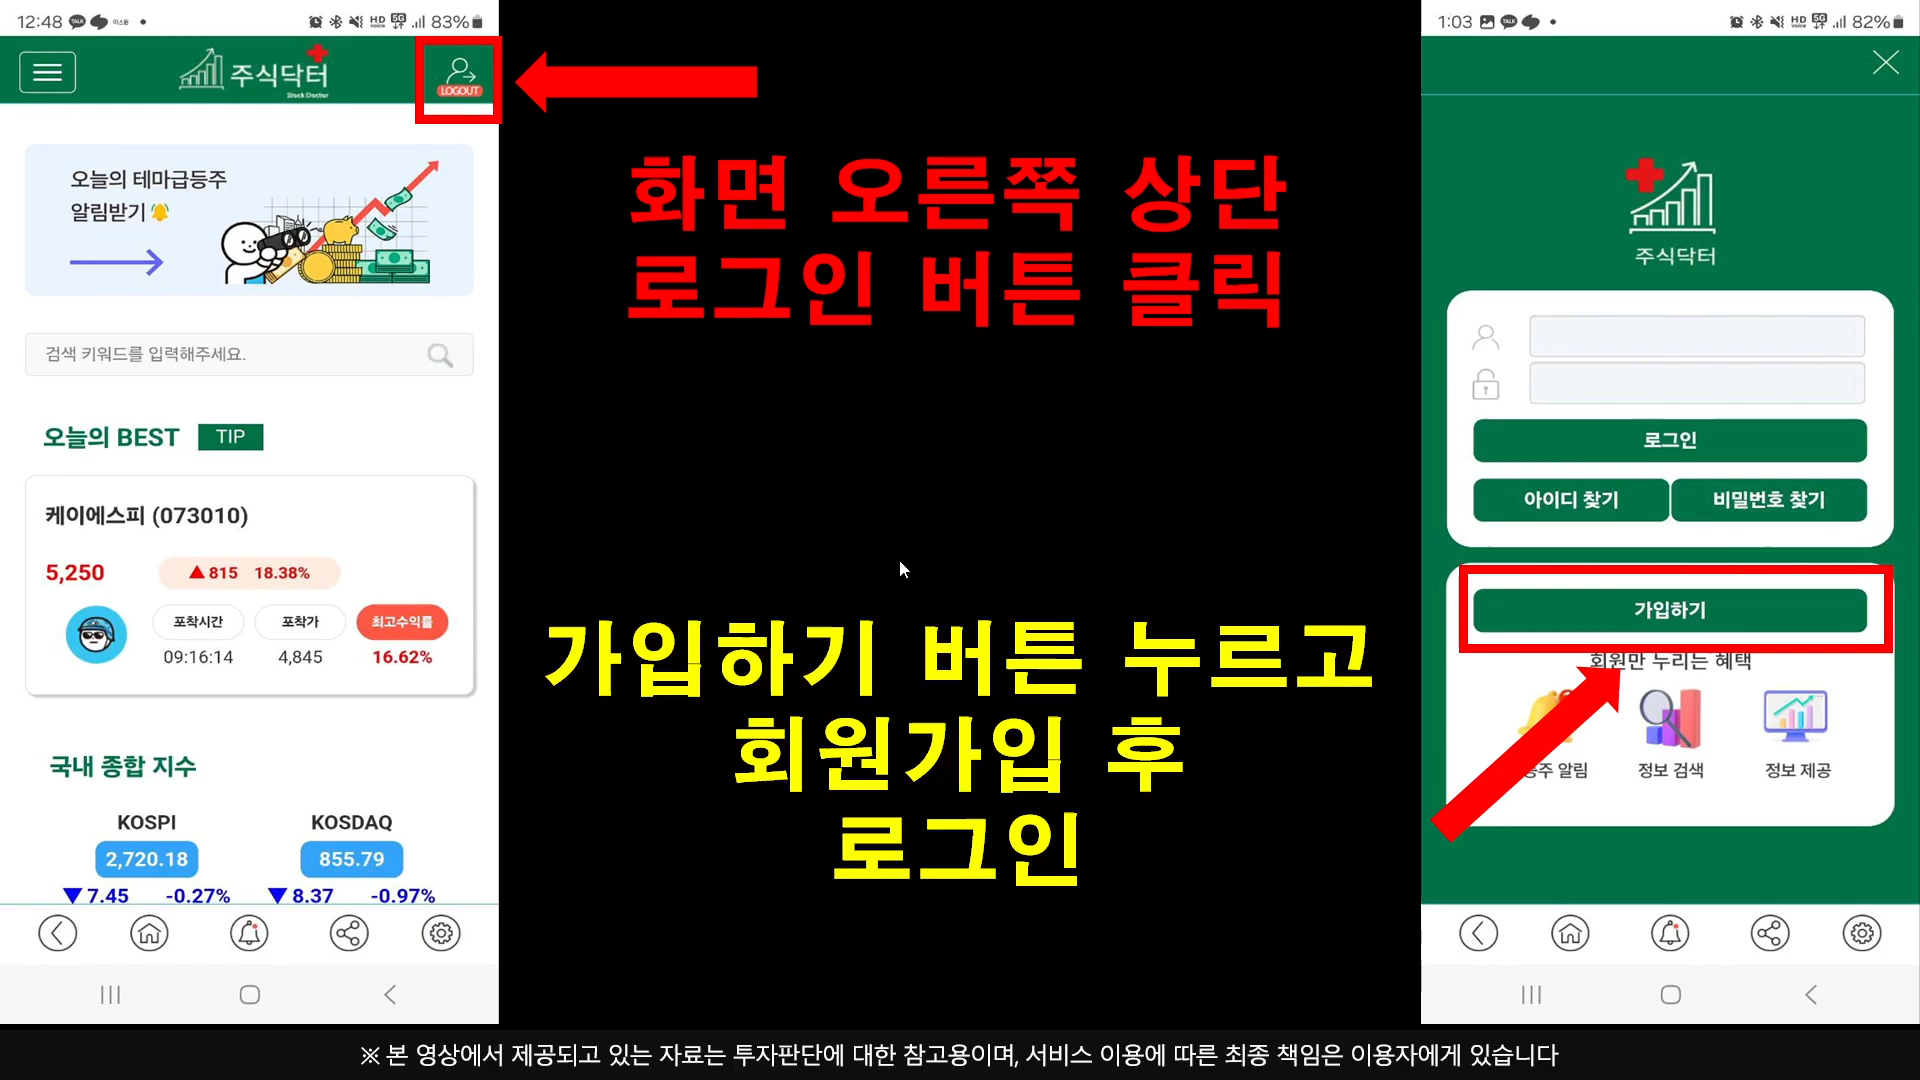 12:48
HD
5G
83%
주식닥터
Stock Doctor
LOGOUT
오늘의 테마급등주
알림받기
검색 키워드를 입력해주세요.
오늘의 BEST TIP
케이에스피 (073010)
5,250 ▲815 18.38%
포착시간 포착가 최고수익률
09:16:14 4,845 16.62%
국내 종합 지수
KOSPI KOSDAQ
2,720.18 855.79
▼7.45 -0.27% ▼8.37 -0.97%
화면 오른쪽 상단
로그인 버튼 클릭
가입하기 버튼 누르고
회원가입 후
로그인
1:03
HD
5G
82%
주식닥터
로그인
아이디 찾기 비밀번호 찾기
가입하기
회원만 누리는 혜택
주 알림 정보 검색 정보 제공
※ 본 영상에서 제공되고 있는 자료는 투자판단에 대한 참고용이며, 서비스 이용에 따른 최종 책임은 이용자에게 있습니다